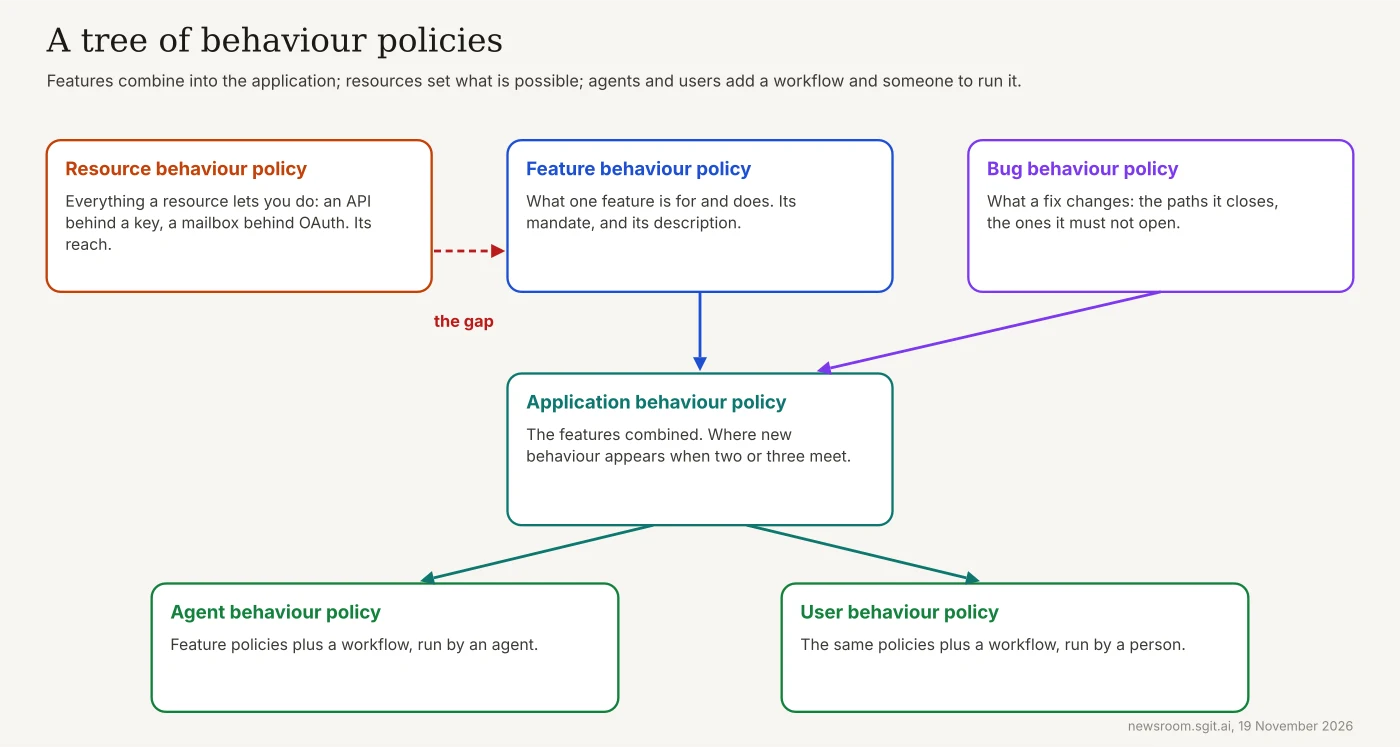 A tree of behaviour policies
Features combine into the application; resources set what is possible; agents and users add a workflow and someone to run it.
Resource behaviour policy
Everything a resource lets you do: an API
behind a key, a mailbox behind OAuth. Its
reach.
Feature behaviour policy
What one feature is for and does. Its
mandate, and its description.
Bug behaviour policy
What a fix changes: the paths it closes,
the ones it must not open.
the gap
Application behaviour policy
The features combined. Where new
behaviour appears when two or three meet.
Agent behaviour policy
Feature policies plus a workflow, run by an agent.
User behaviour policy
The same policies plus a workflow, run by a person.
newsroom.sgit.ai, 19 November 2026